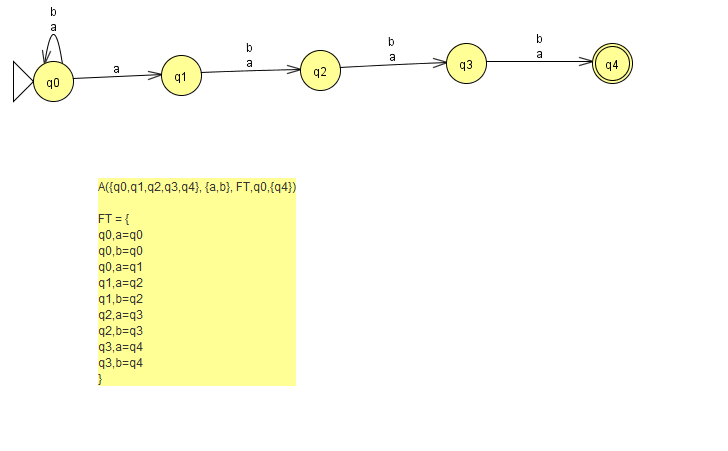 b
a
q0
a
q1
b
a
q2
b
a
q3
b
a
q4
A({q0,q1,q2,q3,q4}, {a,b}, FT,q0,{q4})
FT = {
q0,a=q0
q0,b=q0
q0,a=q1
q1,a=q2
q1,b=q2
q2,a=q3
q2,b=q3
q3,a=q4
q3,b=q4
}